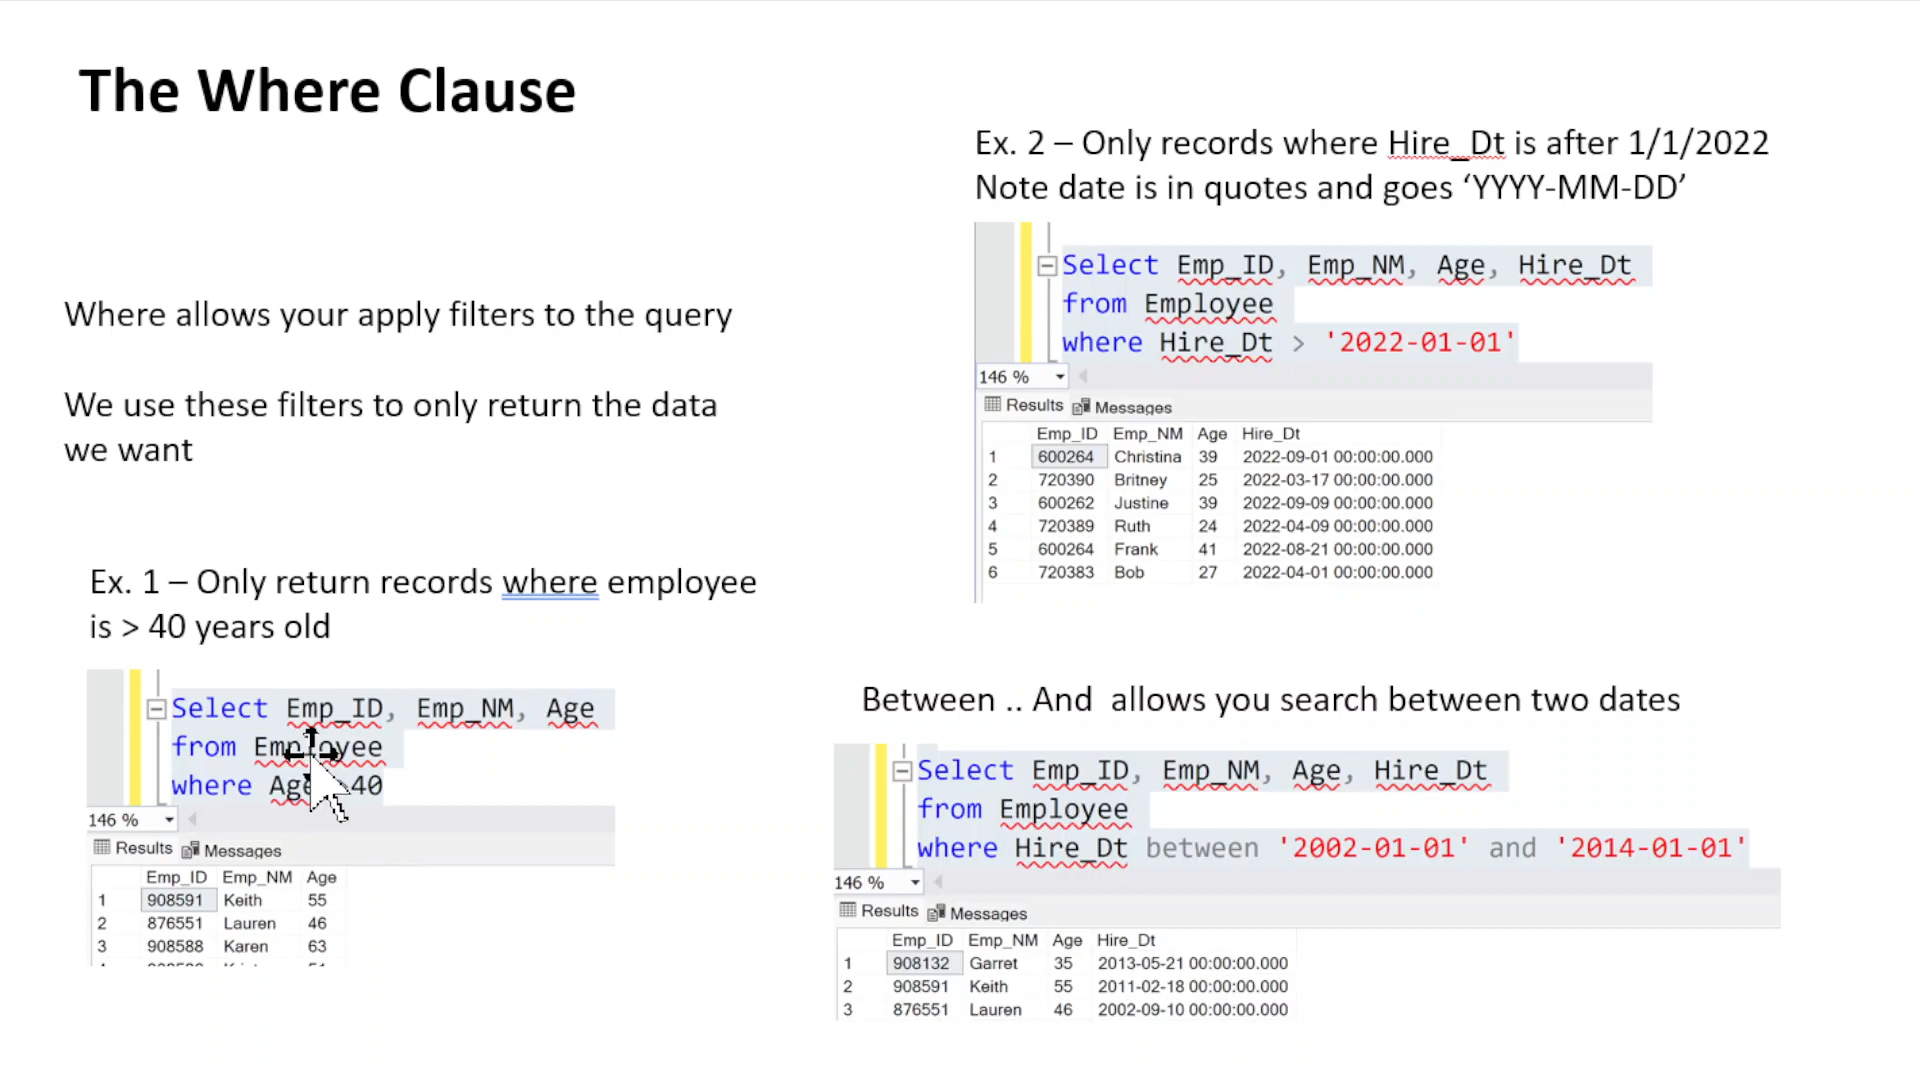 The Where Clause
Where allows your apply filters to the query
We use these filters to only return the data
we want
Ex. 1 – Only return records where employee
is > 40 years old
Select Emp_ID, Emp_NM, Age
from Employee
where Age 40
146 %
Results Messages
Emp_ID Emp_NM Age
1 908591 Keith 55
2 876551 Lauren 46
3 908588 Karen 63
Ex. 2 – Only records where Hire_Dt is after 1/1/2022
Note date is in quotes and goes ‘YYYY-MM-DD’
Select Emp_ID, Emp_NM, Age, Hire_Dt
from Employee
where Hire_Dt > '2022-01-01'
146 %
Results Messages
Emp_ID Emp_NM Age Hire_Dt
1 600264 Christina 39 2022-09-01 00:00:00.000
2 720390 Britney 25 2022-03-17 00:00:00.000
3 600262 Justine 39 2022-09-09 00:00:00.000
4 720389 Ruth 24 2022-04-09 00:00:00.000
5 600264 Frank 41 2022-08-21 00:00:00.000
6 720383 Bob 27 2022-04-01 00:00:00.000
Between .. And allows you search between two dates
Select Emp_ID, Emp_NM, Age, Hire_Dt
from Employee
where Hire_Dt between '2002-01-01' and '2014-01-01'
146 %
Results Messages
Emp_ID Emp_NM Age Hire_Dt
1 908132 Garret 35 2013-05-21 00:00:00.000
2 908591 Keith 55 2011-02-18 00:00:00.000
3 876551 Lauren 46 2002-09-10 00:00:00.000